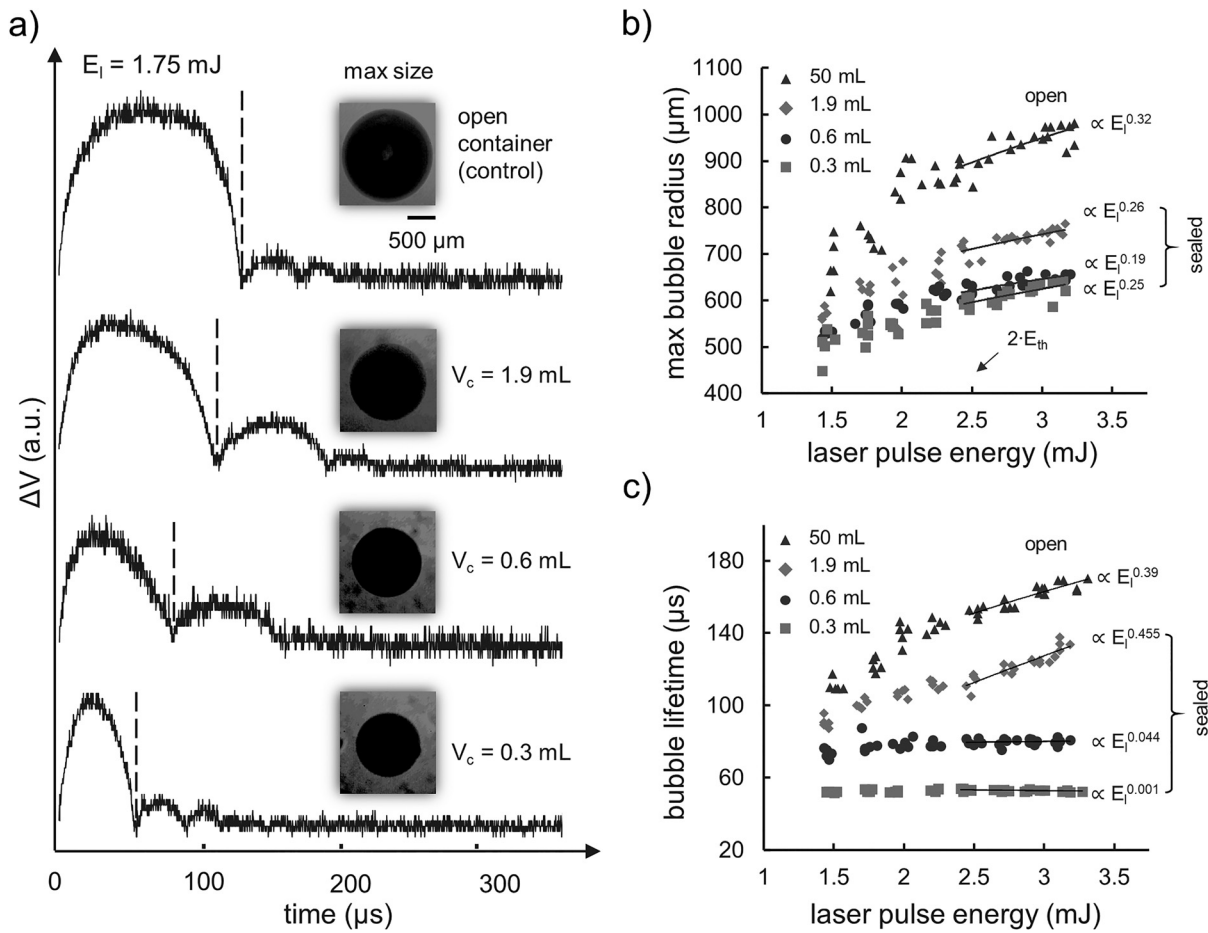 a)
E_l = 1.75 mJ
max size
open
container
(control)
500 µm
V_c = 1.9 mL
V_c = 0.6 mL
V_c = 0.3 mL
ΔV (a.u.)
0
100
200
300
time (µs)
b)
max bubble radius (µm)
1100
1000
900
800
700
600
500
400
50 mL
1.9 mL
0.6 mL
0.3 mL
open
∝ E_l^0.32
∝ E_l^0.26
∝ E_l^0.19
∝ E_l^0.25
sealed
2·E_th
1
1.5
2
2.5
3
3.5
laser pulse energy (mJ)
c)
bubble lifetime (µs)
180
140
100
60
20
50 mL
1.9 mL
0.6 mL
0.3 mL
open
∝ E_l^0.39
∝ E_l^0.455
∝ E_l^0.044
∝ E_l^0.001
sealed
1
1.5
2
2.5
3
3.5
laser pulse energy (mJ)